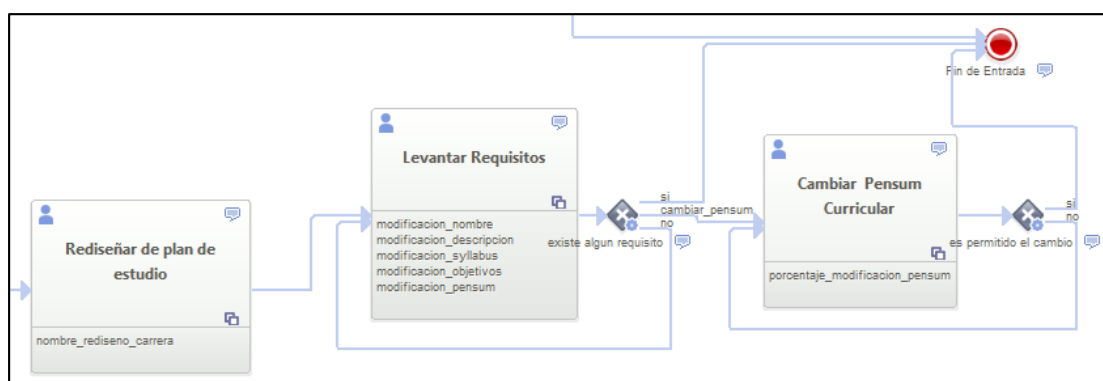 Fin de Entrada
Levantar Requisitos
modificacion_nombre
modificacion_descripcion
modificacion_syllabus
modificacion_objetivos
modificacion_pensum
si
cambiar_pensum
no
existe algun requisito
Cambiar Pensum
Curricular
porcentaje_modificacion_pensum
si
no
es permitido el cambio
Rediseñar de plan de
estudio
nombre_rediseno_carrera